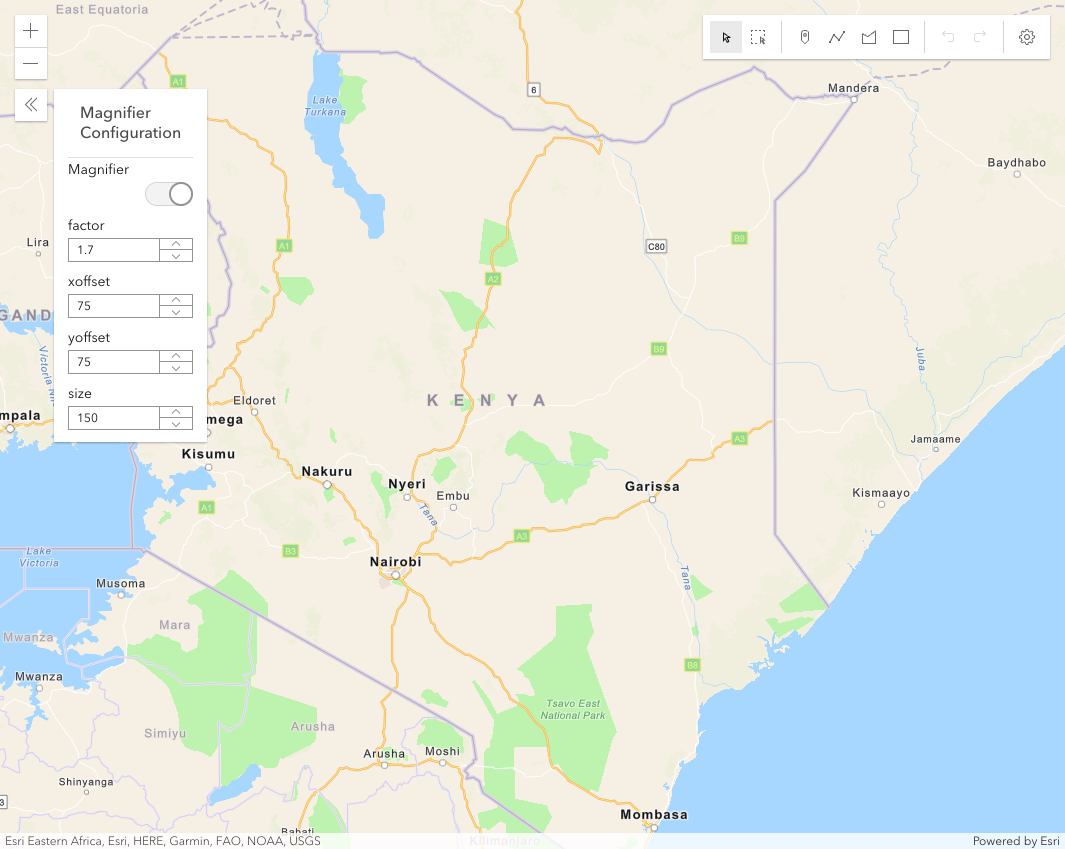 East Equatoria
Magnifier
Configuration
Magnifier
factor
1.7
xoffset
75
yoffset
75
size
150
A1
Lake
Turkana
6
Mandera
Baydhabo
Lira
A1
C80
B9
A2
GAND
B9
Juba
Eldoret
KENYA
mpala
mega
Kisumu
A3
Jamaame
Nakuru
Nyeri
Embu
Garissa
Kismaayo
A1
Tana
A3
B3
Lake
Victoria
Nairobi
Tana
Musoma
Mara
Mwanza
B8
Mwanza
Tsavo East
National Park
Simiyu
Arusha
Arusha
Moshi
Shinyanga
3
Mombasa
Babati
Kilimanjaro
Esri Eastern Africa, Esri, HERE, Garmin, FAO, NOAA, USGS
Powered by Esri